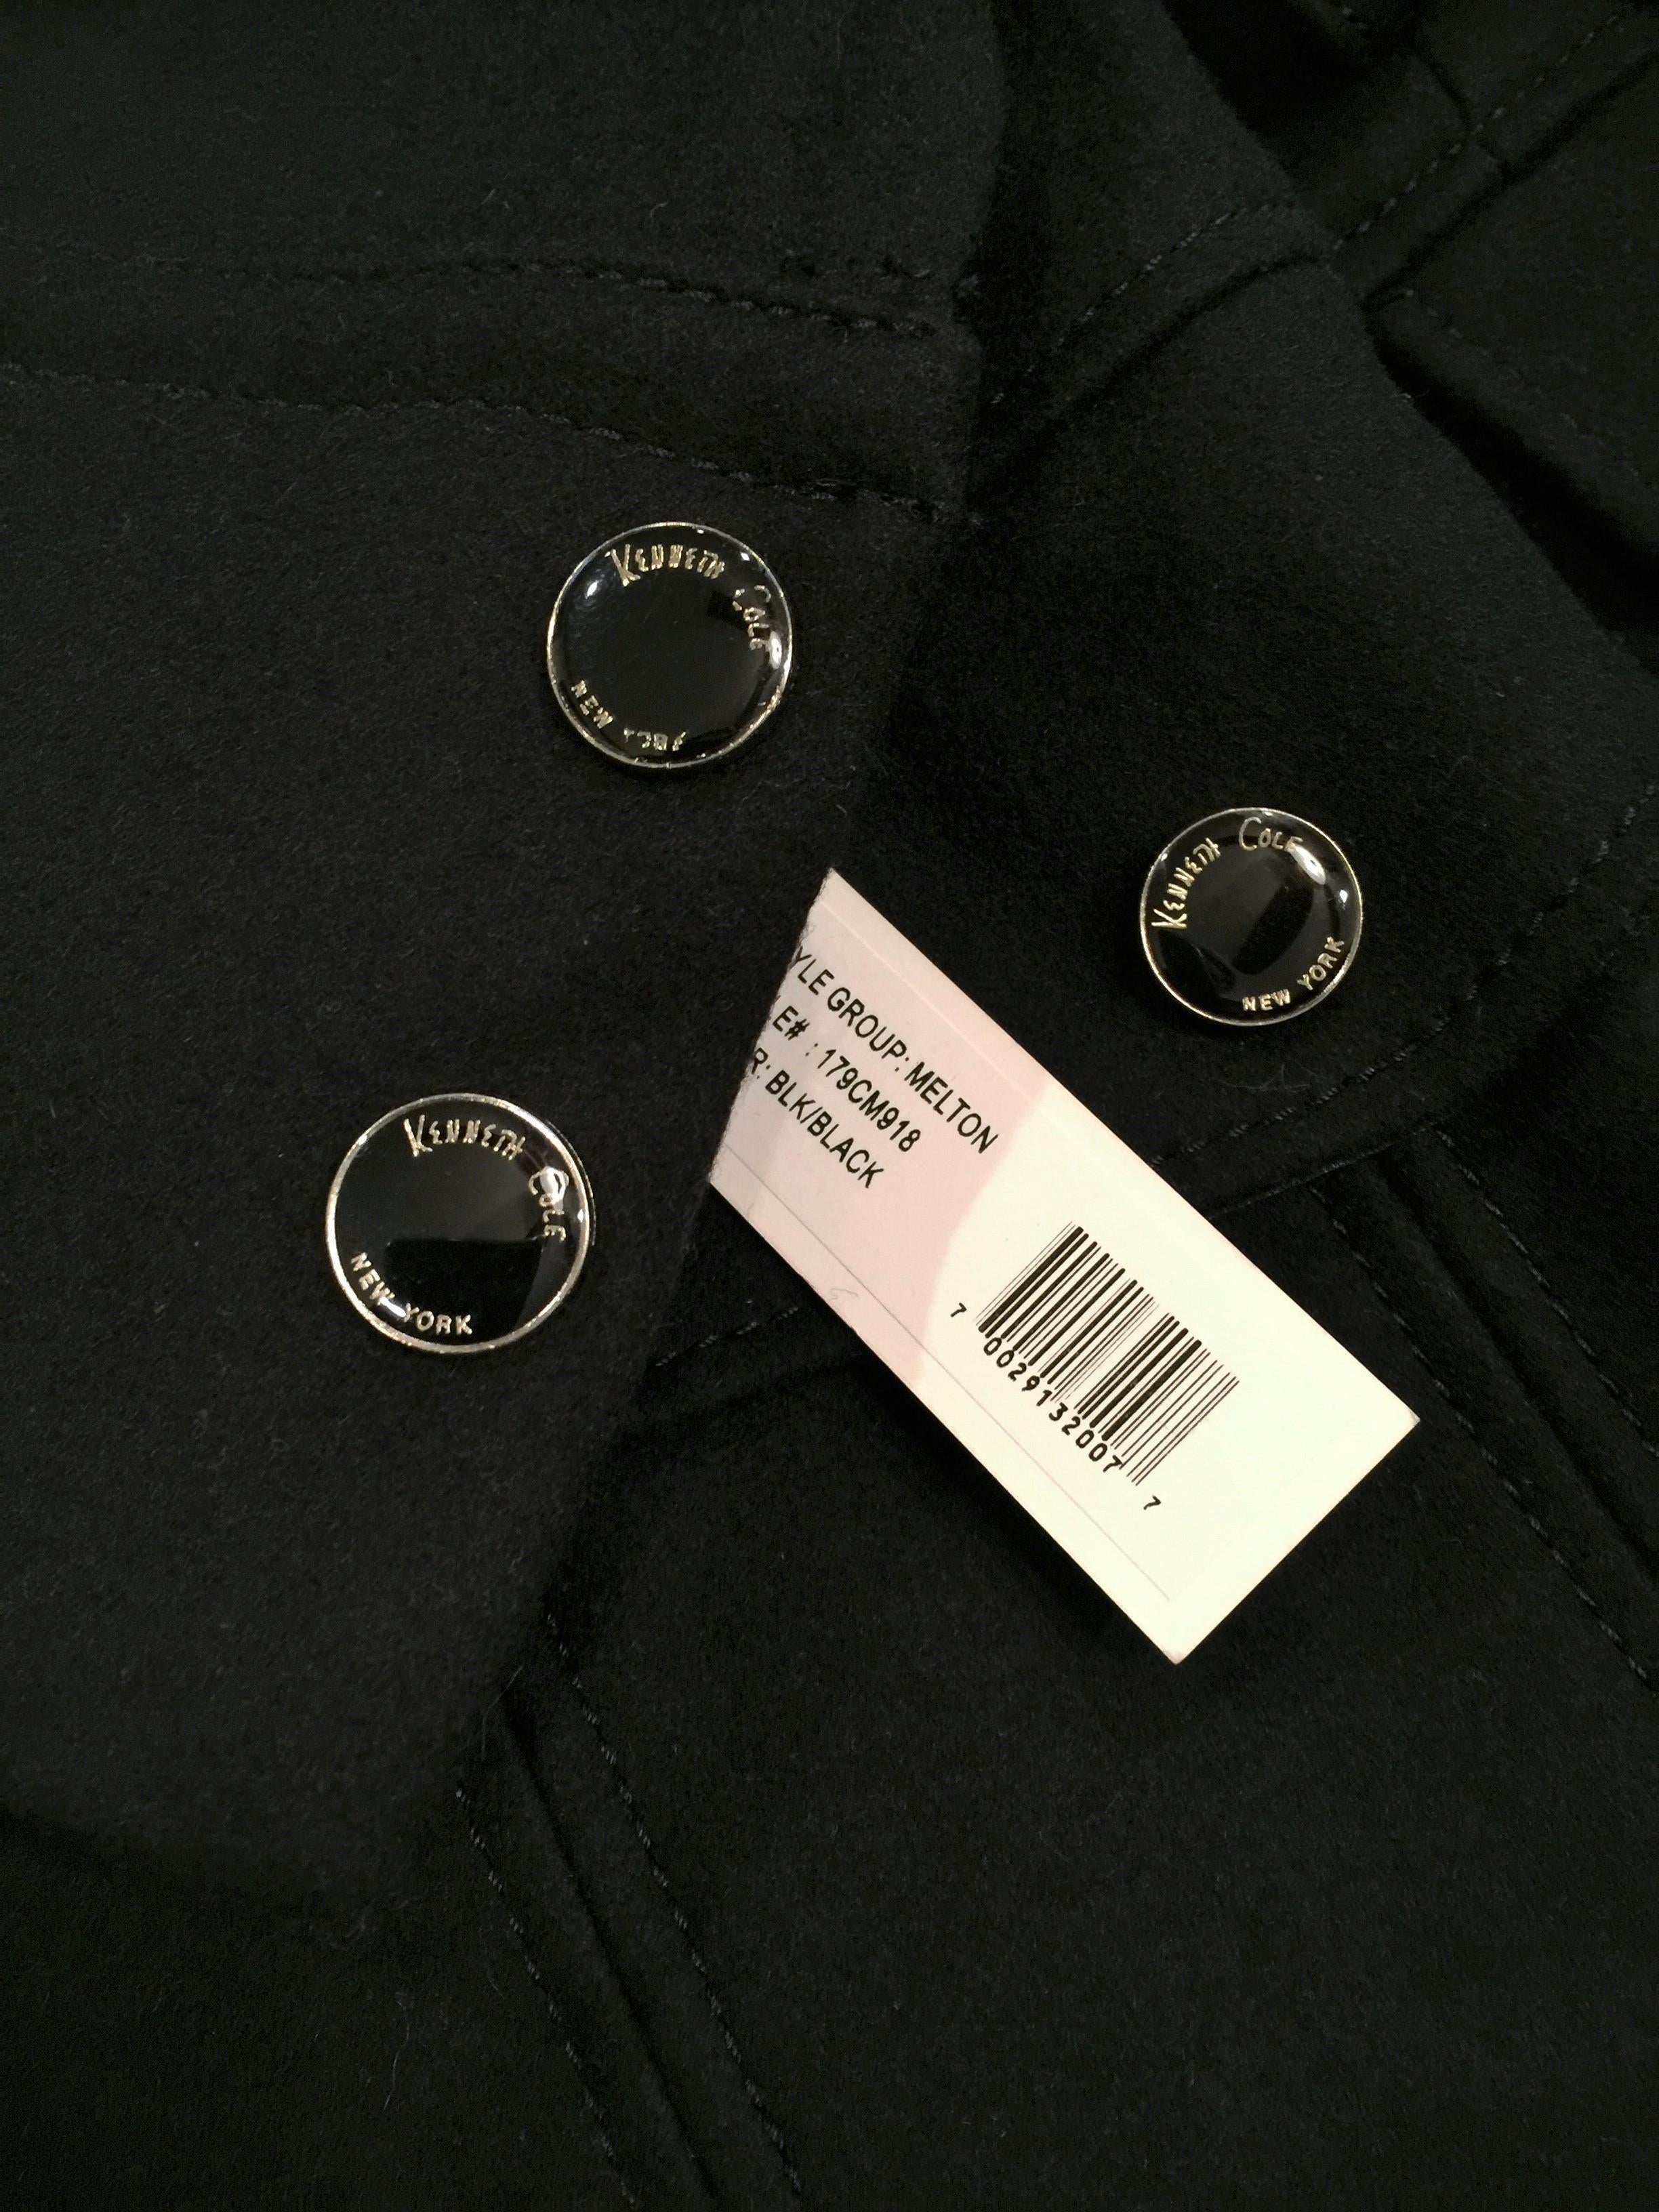 KENNETH COLE
NEW YORK
KENNETH COLE
NEW YORK
YLE GROUP: MELTON
LE# : 179CM918
R: BLK/BLACK
7 00291 32007 7
KENNETH COLE
NEW YORK